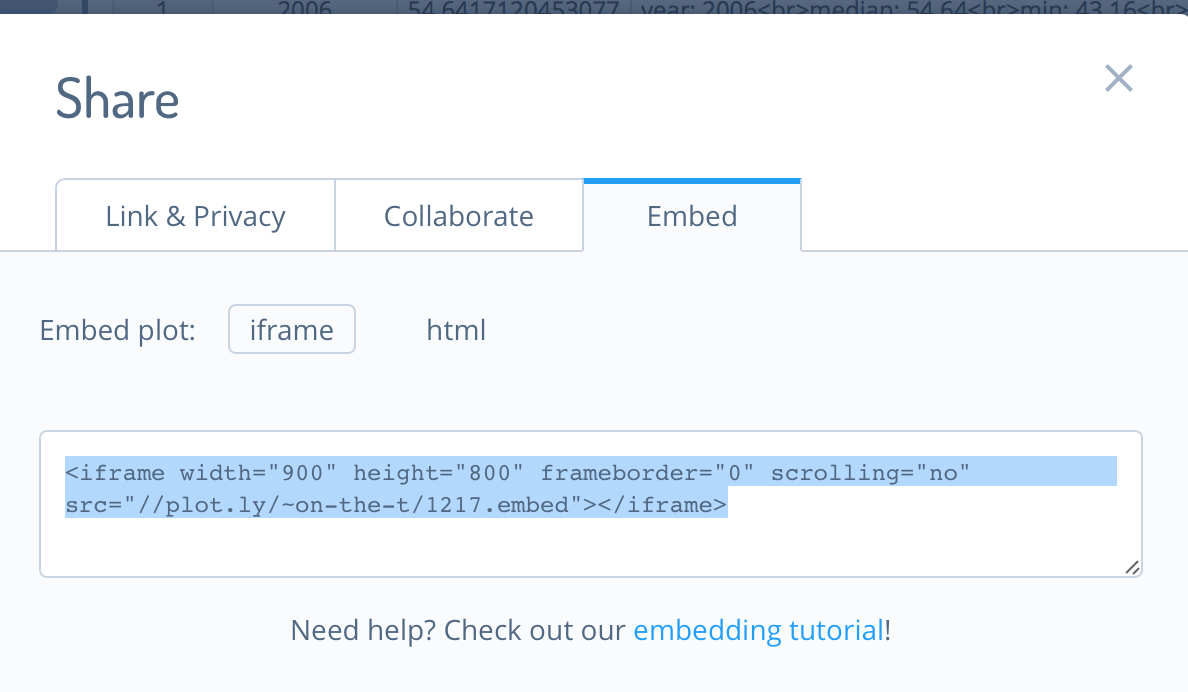 1 2006 54.6417120453077 year: 2006<br>median: 54.64<br>min: 43.16<br>
Share
Link & Privacy Collaborate Embed
Embed plot: iframe html
<iframe width="900" height="800" frameborder="0" scrolling="no"
src="//plot.ly/~on-the-t/1217.embed"></iframe>
Need help? Check out our embedding tutorial!